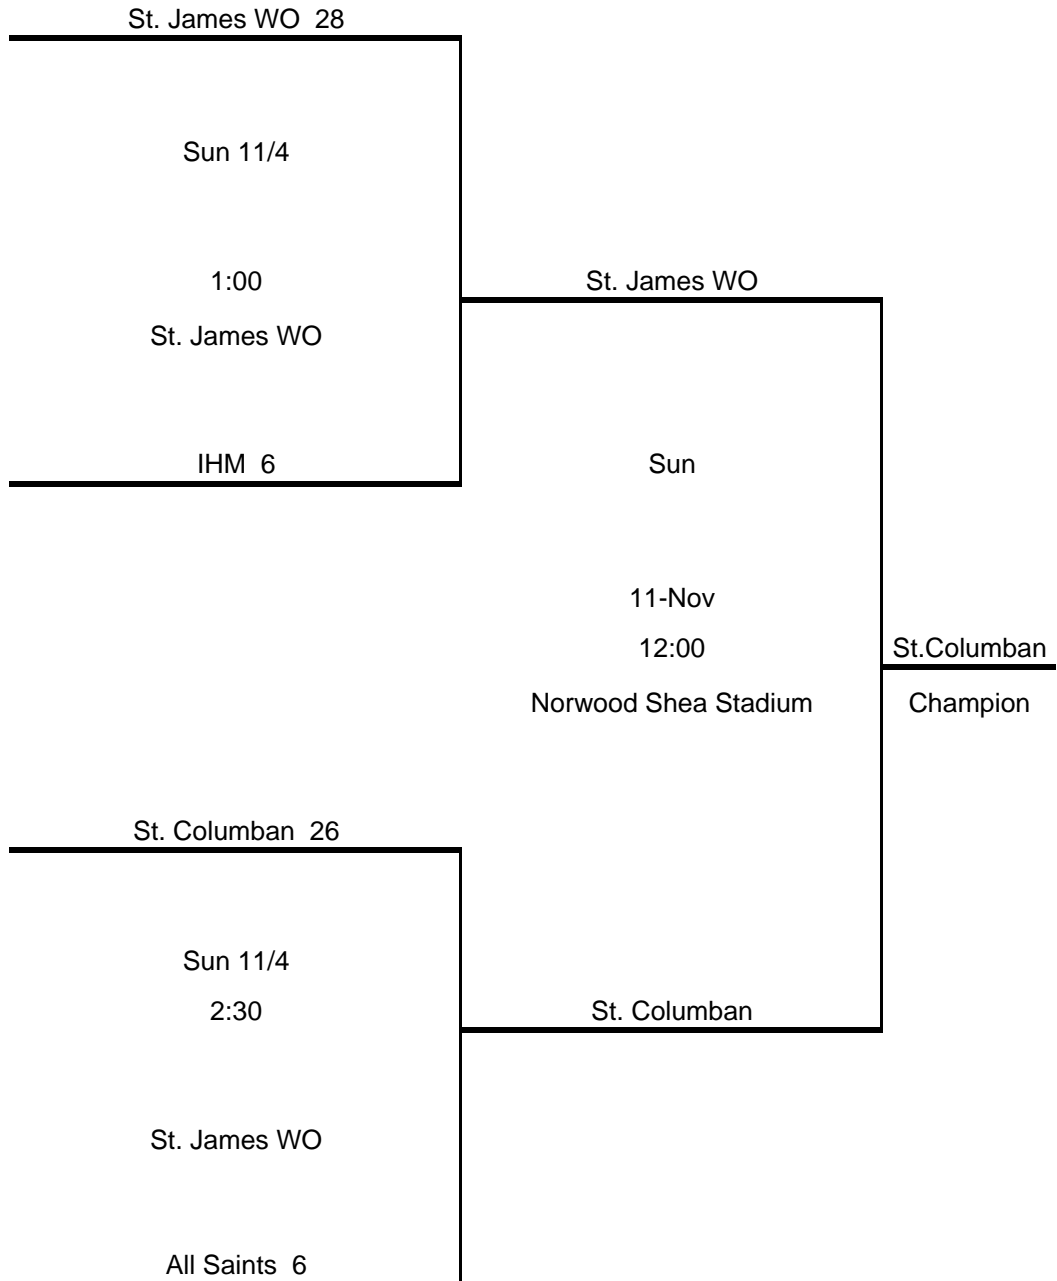 St. James WO 28
Sun 11/4
1:00
St. James WO
St. James WO
IHM 6
Sun
11-Nov
12:00
St.Columban
Norwood Shea Stadium
Champion
St. Columban 26
Sun 11/4
2:30
St. Columban
St. James WO
All Saints 6